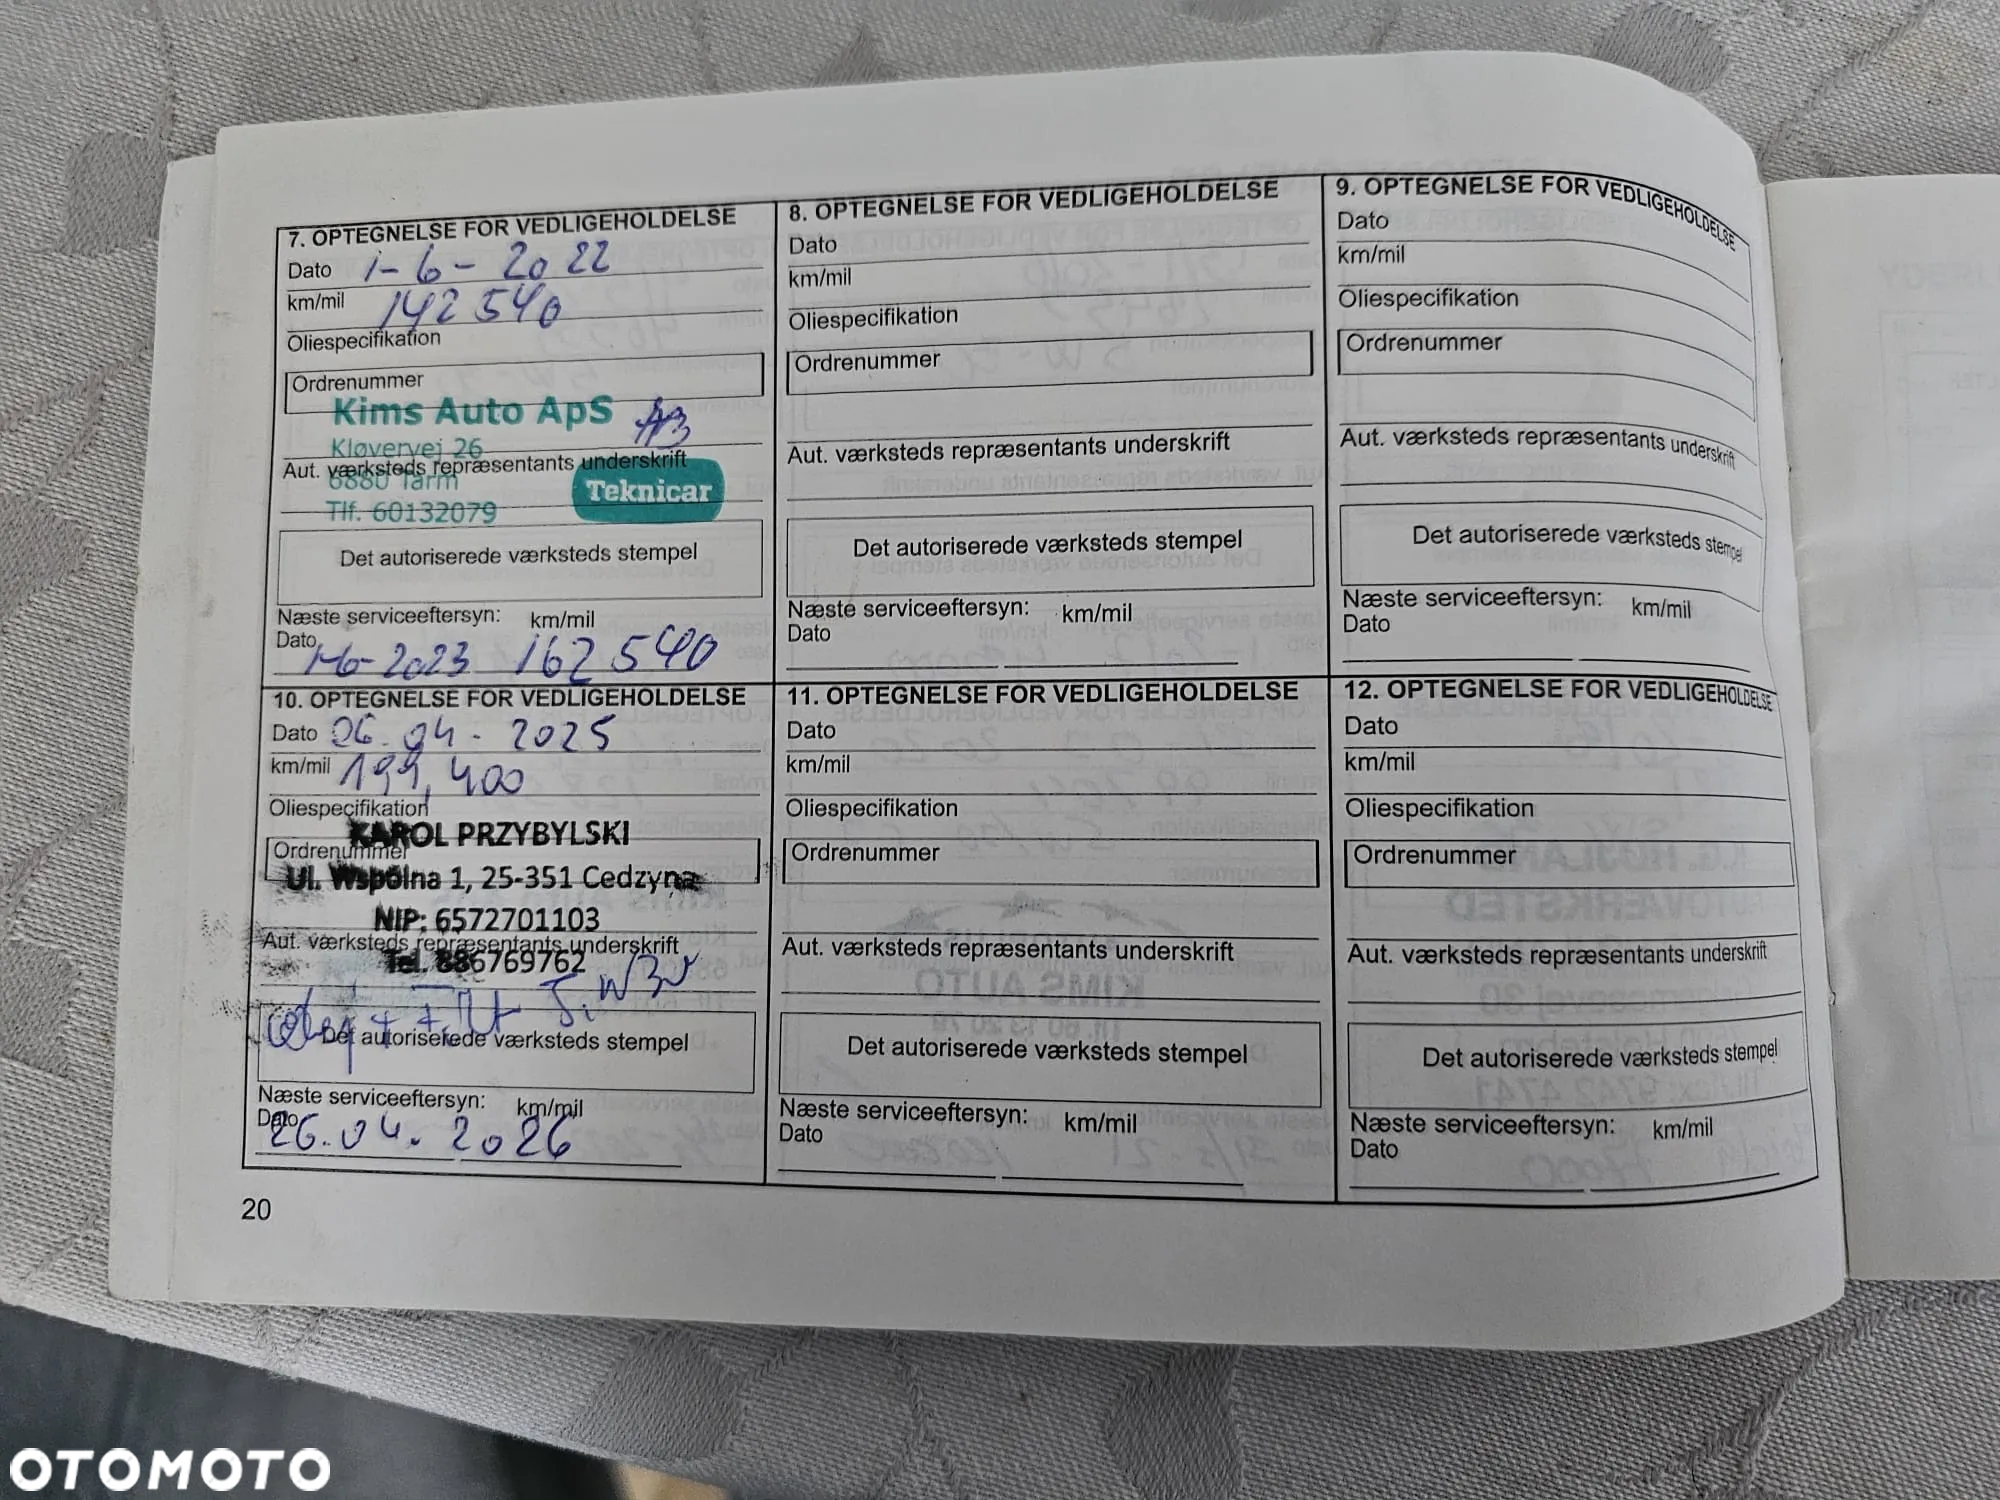 7. OPTEGNELSE FOR VEDLIGEHOLDELSE
Dato 1-6-2022
km/mil 142 540
Oliespecifikation
Ordrenummer
Kims Auto ApS
Kløvervej 26
Aut. værksteds repræsentants underskrift
6880 Tarm
Teknicar
Tlf. 60132079
Det autoriserede værksteds stempel
Næste serviceeftersyn: km/mil
Dato 1-6-2023 162 540
8. OPTEGNELSE FOR VEDLIGEHOLDELSE
Dato
km/mil
Oliespecifikation
Ordrenummer
Aut. værksteds repræsentants underskrift
Det autoriserede værksteds stempel
Næste serviceeftersyn: km/mil
Dato
9. OPTEGNELSE FOR VEDLIGEHOLDELSE
Dato
km/mil
Oliespecifikation
Ordrenummer
Aut. værksteds repræsentants underskrift
Det autoriserede værksteds stempel
Næste serviceeftersyn: km/mil
Dato
10. OPTEGNELSE FOR VEDLIGEHOLDELSE
Dato 26.04.2025
km/mil 199,400
Oliespecifikation
KAROL PRZYBYLSKI
Ordrenummer
Ul. Wspólna 1, 25-351 Cedzyna
NIP: 6572701103
Aut. værksteds repræsentants underskrift
Tel. 886769762
5W30
Det autoriserede værksteds stempel
Næste serviceeftersyn: km/mil
Dato 26.04.2026
11. OPTEGNELSE FOR VEDLIGEHOLDELSE
Dato
km/mil
Oliespecifikation
Ordrenummer
Aut. værksteds repræsentants underskrift
Det autoriserede værksteds stempel
Næste serviceeftersyn: km/mil
Dato
12. OPTEGNELSE FOR VEDLIGEHOLDELSE
Dato
km/mil
Oliespecifikation
Ordrenummer
Aut. værksteds repræsentants underskrift
Det autoriserede værksteds stempel
Næste serviceeftersyn: km/mil
Dato
20
OTOMOTO